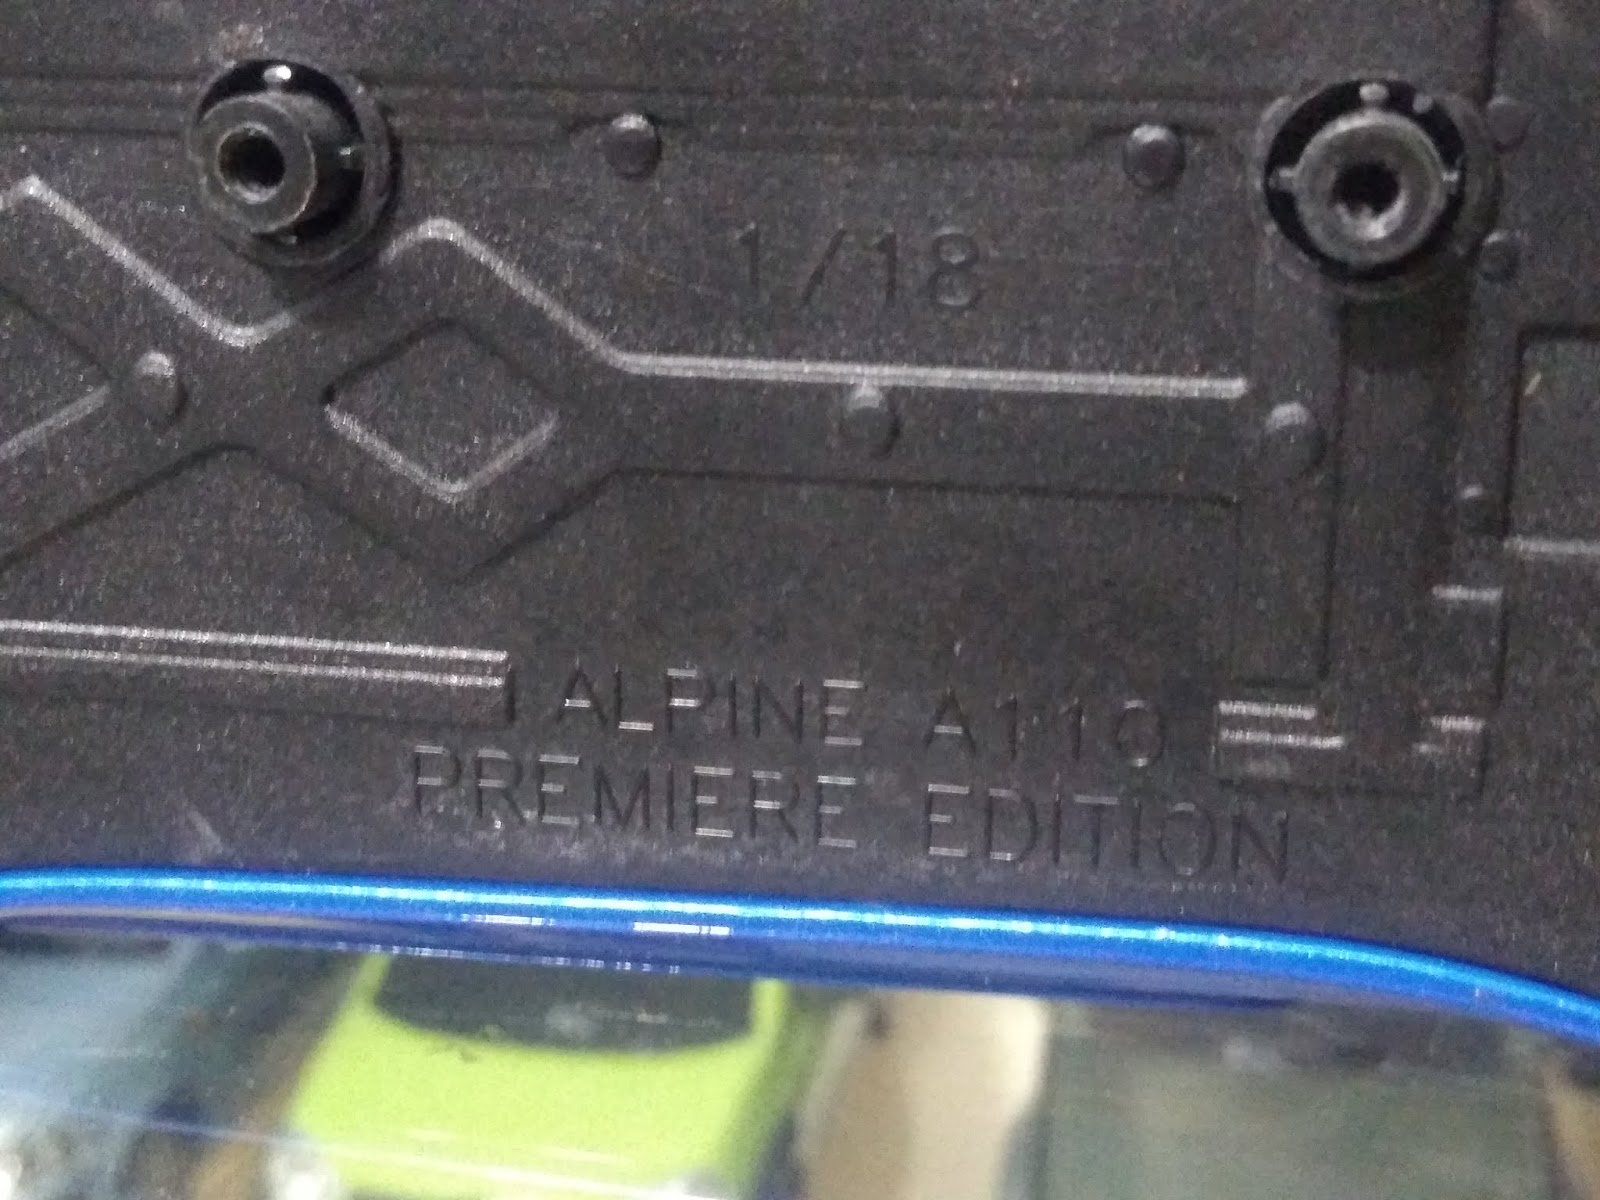 1/18
ALPINE A110
PREMIERE EDITION